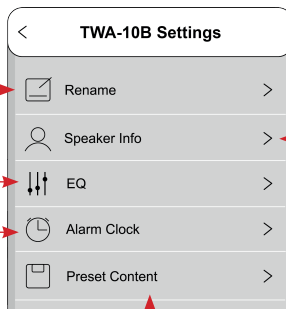 TWA-10B Settings
Rename
Speaker Info
EQ
Alarm Clock
Preset Content